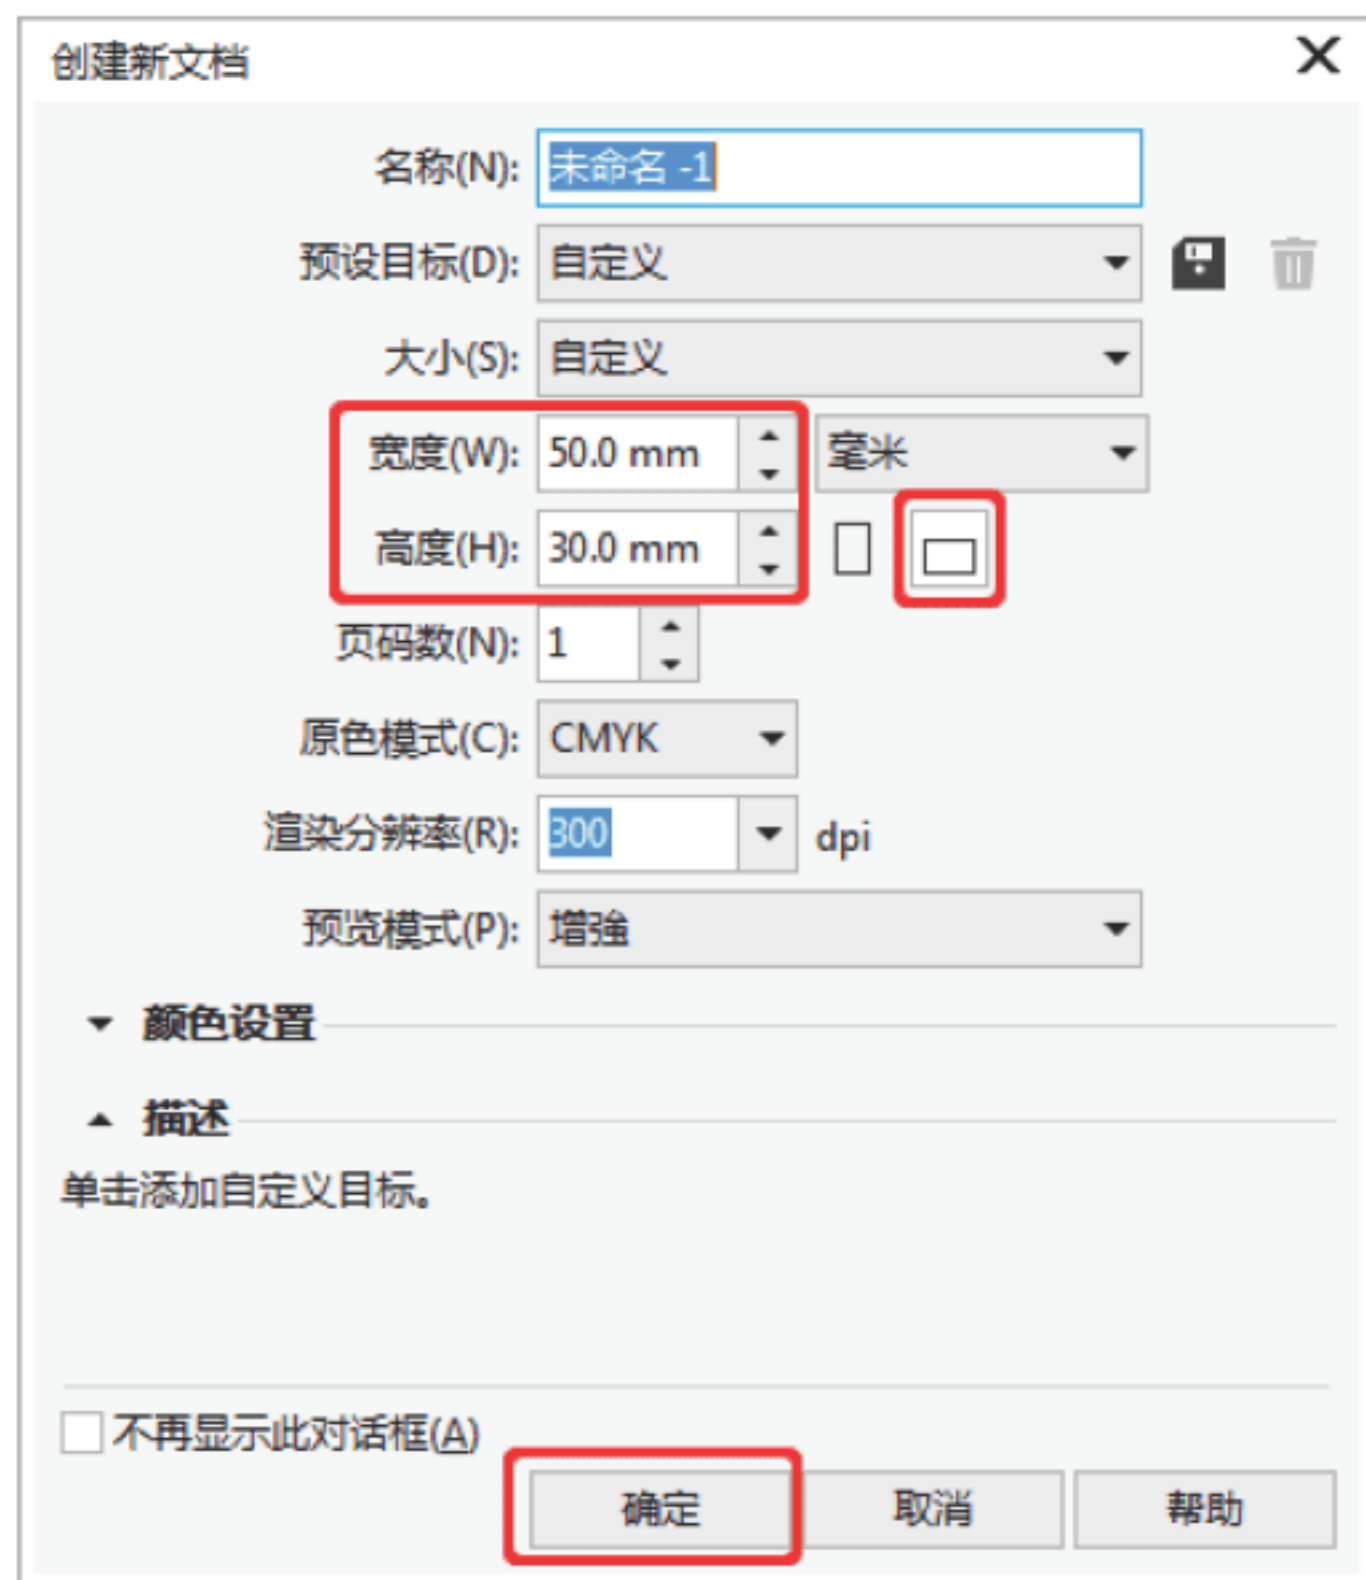 创建新文档
名称(N): 未命名 -1
预设目标(D): 自定义
大小(S): 自定义
宽度(W): 50.0 mm 毫米
高度(H): 30.0 mm
页码数(N): 1
原色模式(C): CMYK
渲染分辨率(R): 300 dpi
预览模式(P): 增強
颜色设置
描述
单击添加自定义目标。
不再显示此对话框(A)
确定 取消 帮助